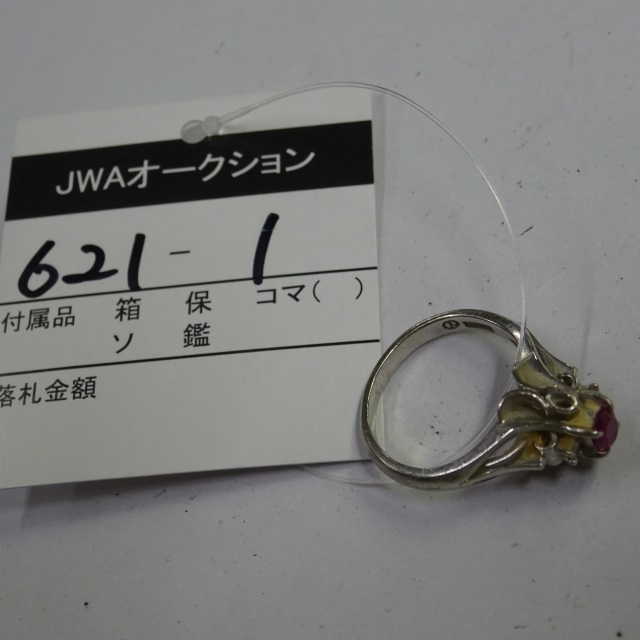 JWAオークション
621-1
付属品 箱 保 コマ( )
ソ 鑑
落札金額